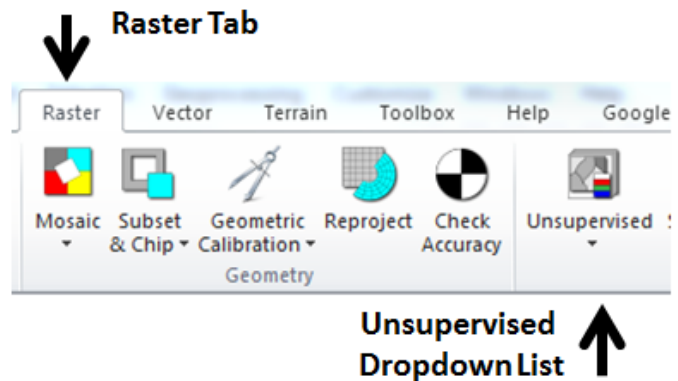 Raster Tab
Raster Vector Terrain Toolbox Help Google
Mosaic Subset Geometric Reproject Check Unsupervised
& Chip Calibration Accuracy
Geometry
Unsupervised
Dropdown List